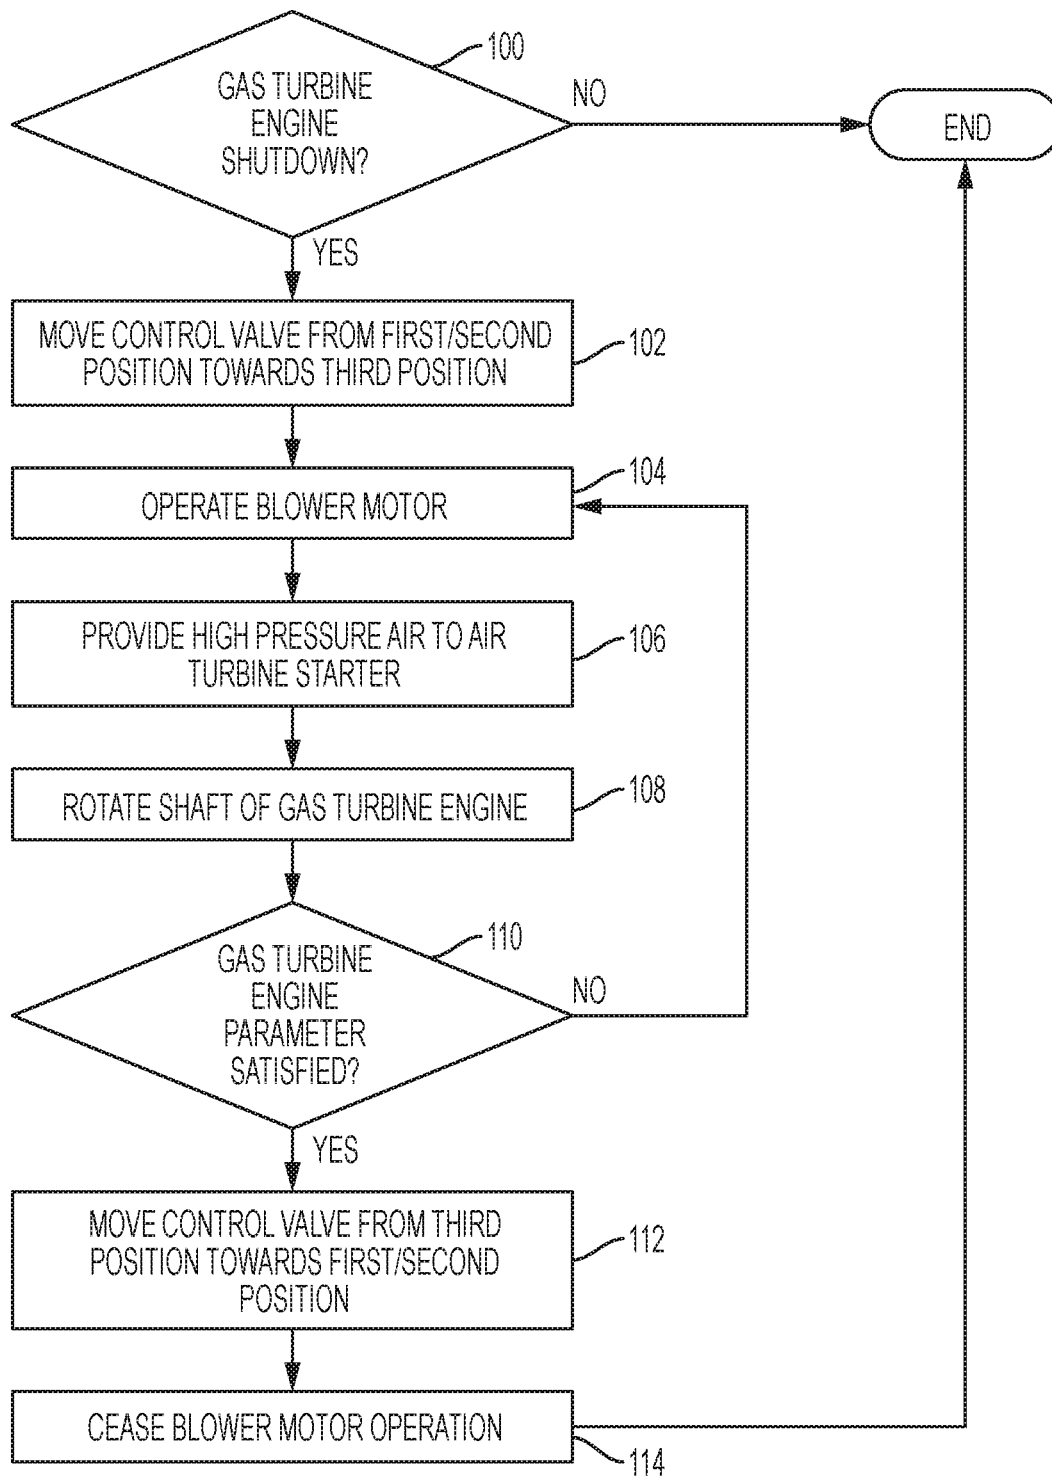 100
GAS TURBINE
ENGINE
SHUTDOWN?
NO
END
YES
MOVE CONTROL VALVE FROM FIRST/SECOND
POSITION TOWARDS THIRD POSITION
102
OPERATE BLOWER MOTOR
104
PROVIDE HIGH PRESSURE AIR TO AIR
TURBINE STARTER
106
ROTATE SHAFT OF GAS TURBINE ENGINE
108
110
GAS TURBINE
ENGINE
PARAMETER
SATISFIED?
NO
YES
MOVE CONTROL VALVE FROM THIRD
POSITION TOWARDS FIRST/SECOND
POSITION
112
CEASE BLOWER MOTOR OPERATION
114